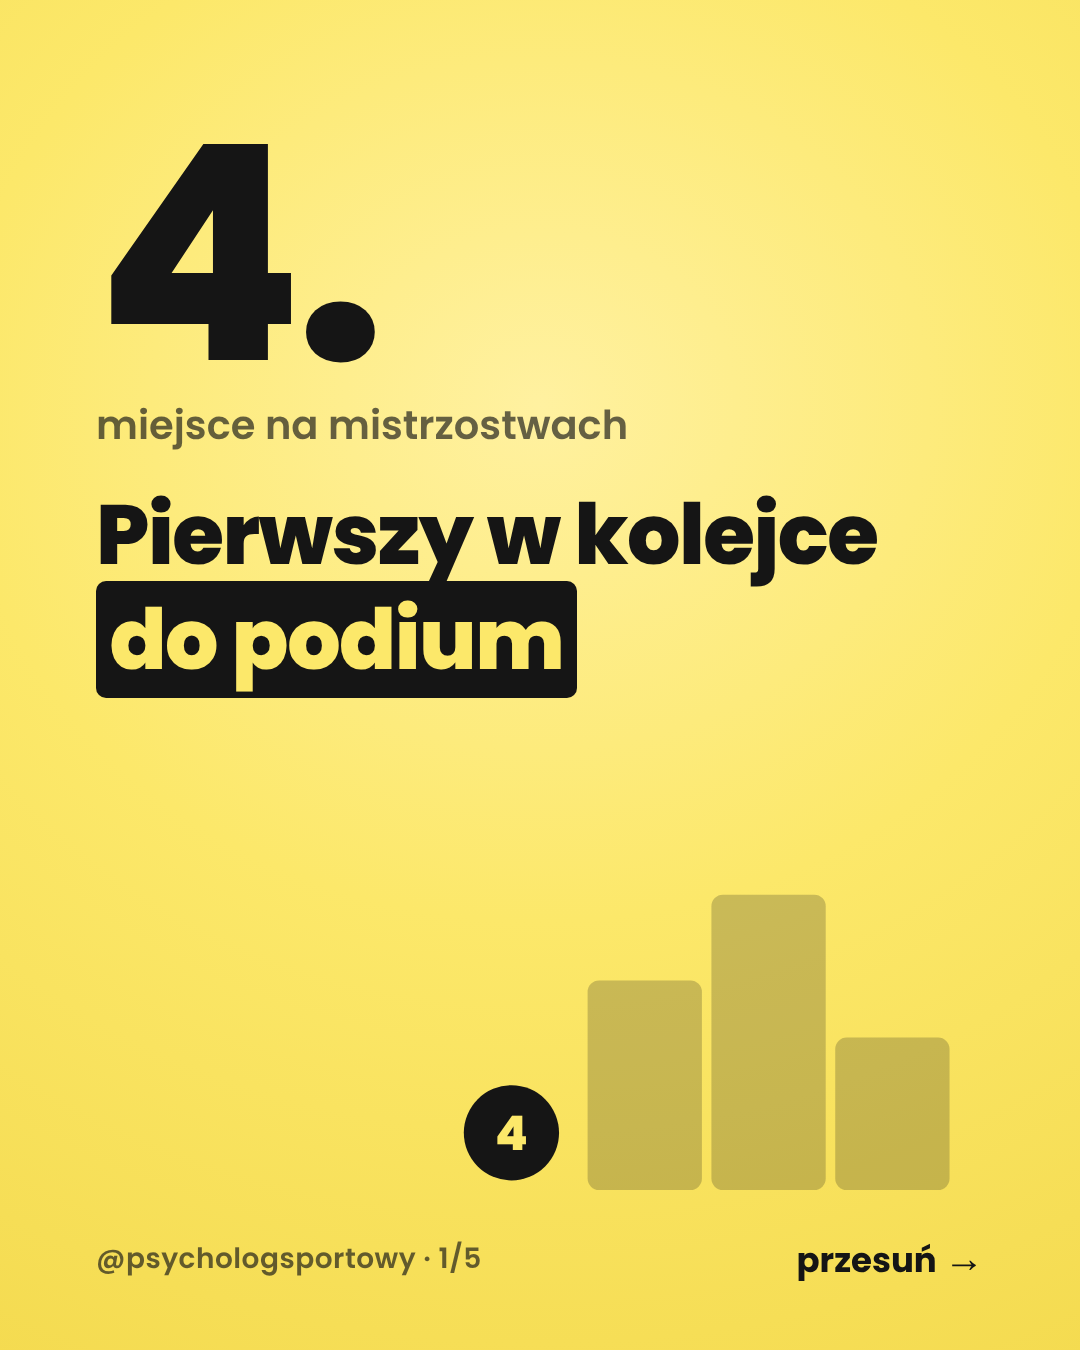 4.
miejsce na mistrzostwach
Pierwszy w kolejce
do podium
4
@psychologsportowy · 1/5
przesuń →